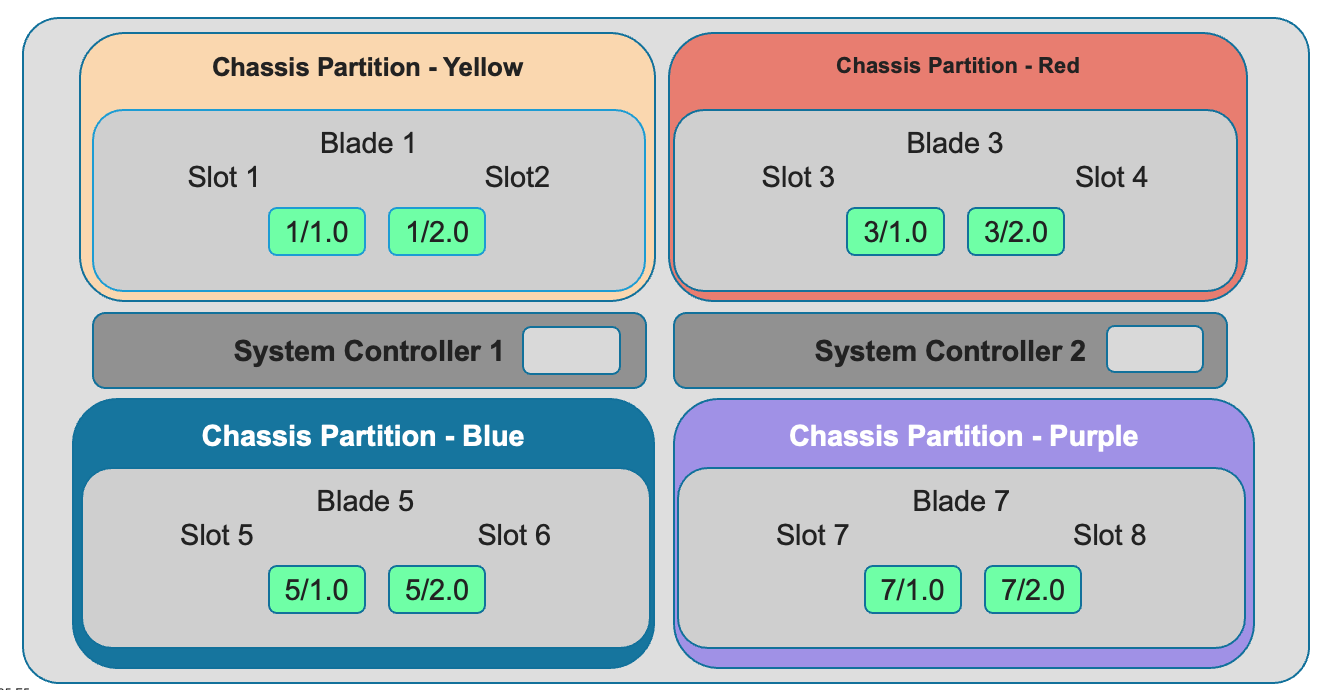 Chassis Partition - Yellow
Blade 1
Slot 1 Slot2
1/1.0 1/2.0
Chassis Partition - Red
Blade 3
Slot 3 Slot 4
3/1.0 3/2.0
System Controller 1
System Controller 2
Chassis Partition - Blue
Blade 5
Slot 5 Slot 6
5/1.0 5/2.0
Chassis Partition - Purple
Blade 7
Slot 7 Slot 8
7/1.0 7/2.0